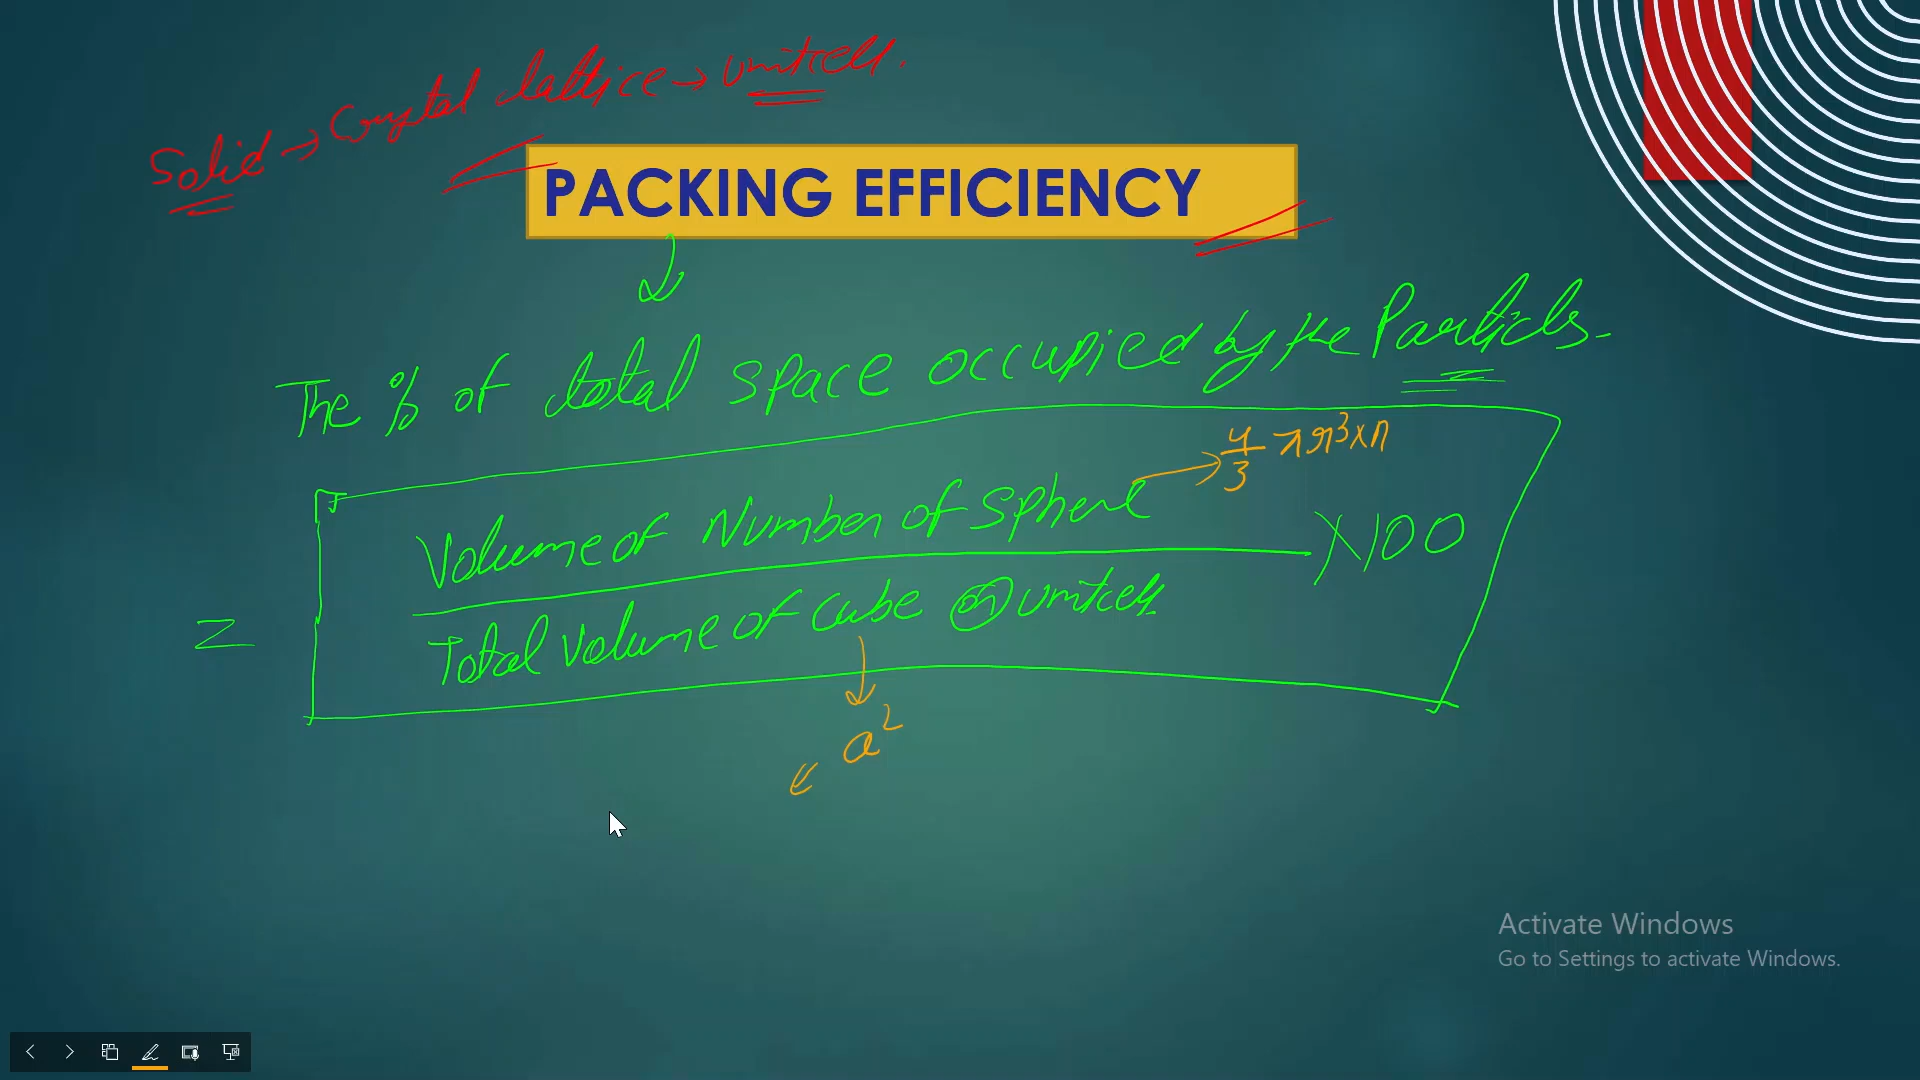 Solid → Crystal lattice → unitcell.
PACKING EFFICIENCY
The % of total space occupied by the Particls.
4/3 πr³×n
Volume of Number of Sphere
×100
=
Total Volume of Cube or unitcell
a²
Activate Windows
Go to Settings to activate Windows.